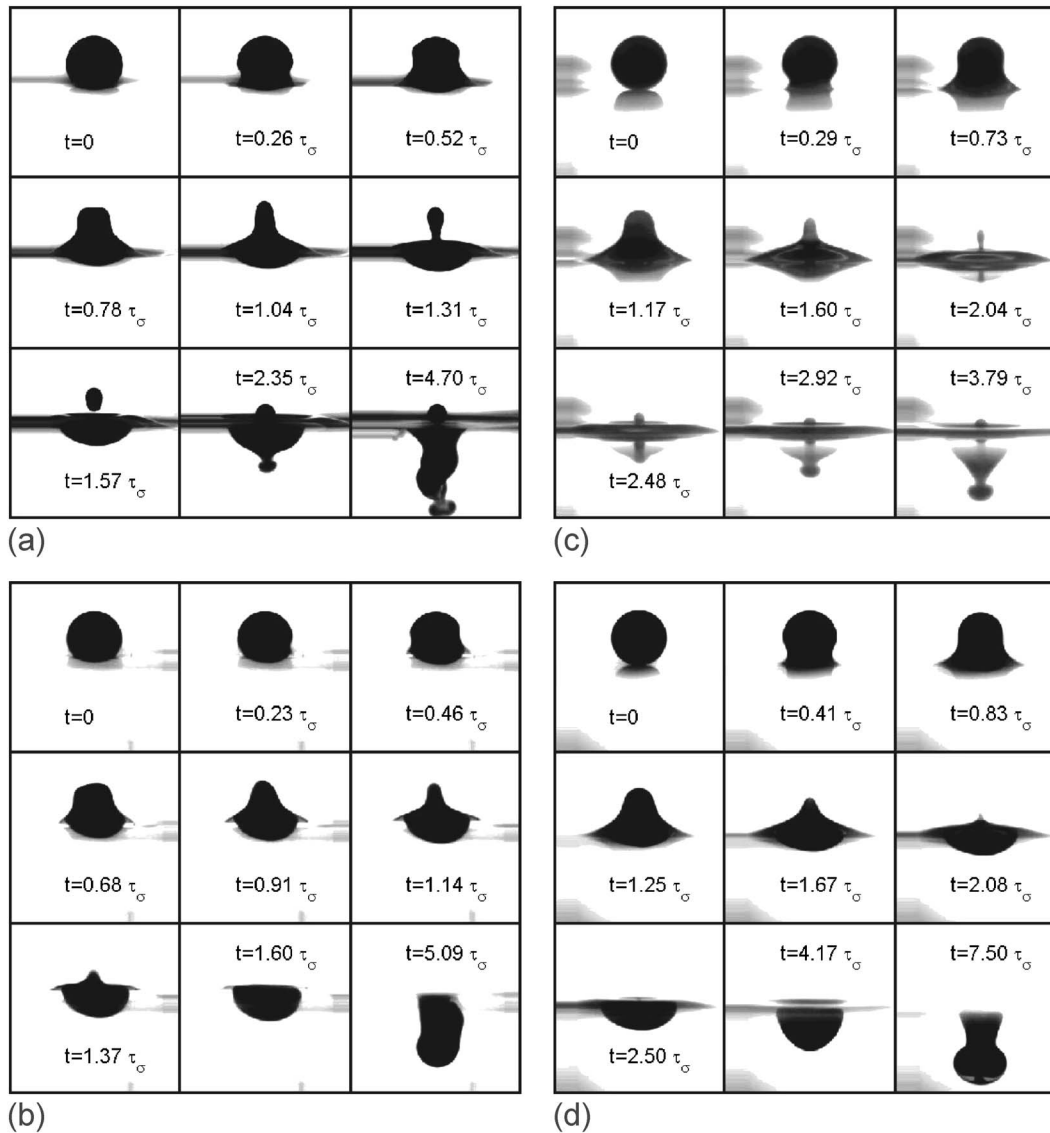 t=0
t=0.26 τσ
t=0.52 τσ
t=0.78 τσ
t=1.04 τσ
t=1.31 τσ
t=1.57 τσ
t=2.35 τσ
t=4.70 τσ
(a)
t=0
t=0.29 τσ
t=0.73 τσ
t=1.17 τσ
t=1.60 τσ
t=2.04 τσ
t=2.48 τσ
t=2.92 τσ
t=3.79 τσ
(c)
t=0
t=0.23 τσ
t=0.46 τσ
t=0.68 τσ
t=0.91 τσ
t=1.14 τσ
t=1.37 τσ
t=1.60 τσ
t=5.09 τσ
(b)
t=0
t=0.41 τσ
t=0.83 τσ
t=1.25 τσ
t=1.67 τσ
t=2.08 τσ
t=2.50 τσ
t=4.17 τσ
t=7.50 τσ
(d)